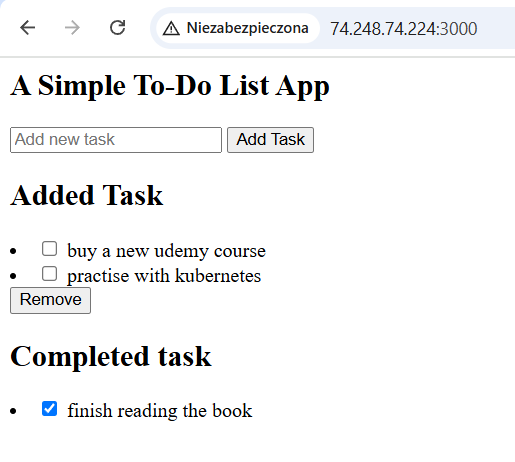 Niezabezpieczona 74.248.74.224:3000
A Simple To-Do List App
Add new task Add Task
Added Task
buy a new udemy course
practise with kubernetes
Remove
Completed task
finish reading the book